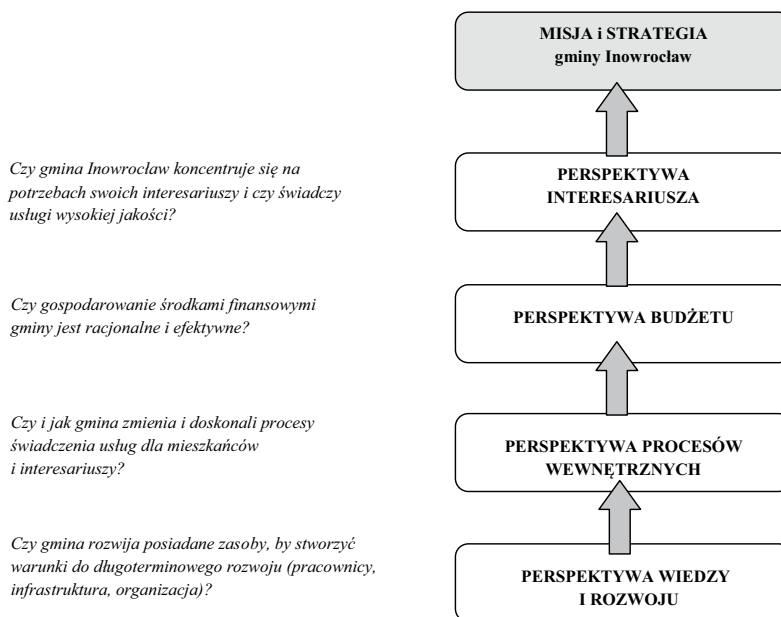 MISJA i STRATEGIA
gminy Inowrocław
Czy gmina Inowrocław koncentruje się na
potrzebach swoich interesariuszy i czy świadczy
usługi wysokiej jakości?
PERSPEKTYWA
INTERESARIUSZA
Czy gospodarowanie środkami finansowymi
gminy jest racjonalne i efektywne?
PERSPEKTYWA BUDŻETU
Czy i jak gmina zmienia i doskonali procesy
świadczenia usług dla mieszkańców
i interesariuszy?
PERSPEKTYWA PROCESÓW
WEWNĘTRZNYCH
Czy gmina rozwija posiadane zasoby, by stworzyć
warunki do długoterminowego rozwoju (pracownicy,
infrastruktura, organizacja)?
PERSPEKTYWA WIEDZY
I ROZWOJU